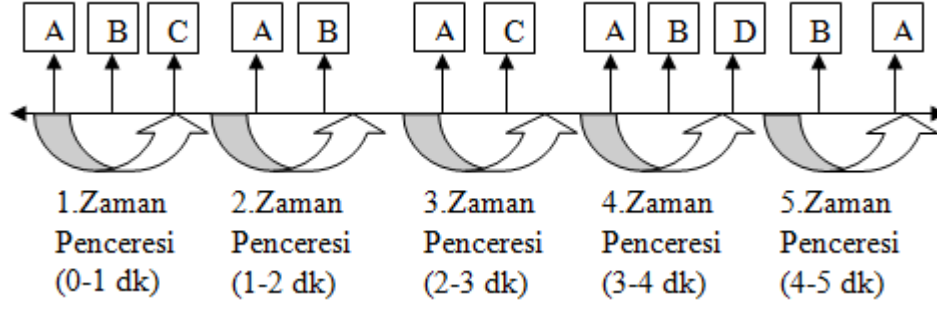 A B C A B A C A B D B A
1.Zaman 2.Zaman 3.Zaman 4.Zaman 5.Zaman
Penceresi Penceresi Penceresi Penceresi Penceresi
(0-1 dk) (1-2 dk) (2-3 dk) (3-4 dk) (4-5 dk)